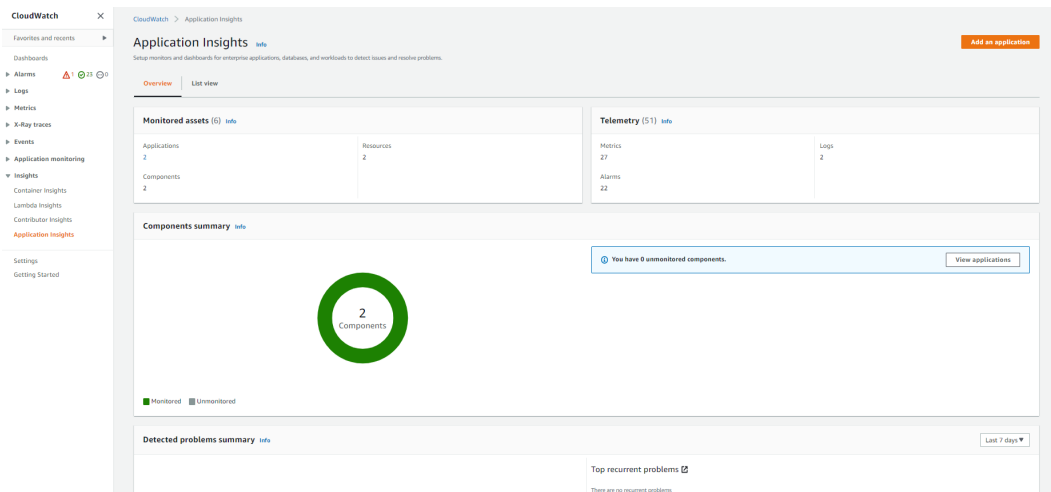 CloudWatch
Favorites and recents
Dashboards
Alarms 1 23 0
Logs
Metrics
X-Ray traces
Events
Application monitoring
Insights
Container Insights
Lambda Insights
Contributor Insights
Application Insights
Settings
Getting Started
CloudWatch > Application Insights
Application Insights Info
Add an application
Setup monitors and dashboards for enterprise applications, databases, and workloads to detect issues and resolve problems.
Overview List view
Monitored assets (6) Info
Applications Resources
2 2
Components
2
Telemetry (51) Info
Metrics Logs
27 2
Alarms
22
Components summary Info
2
Components
Monitored Unmonitored
You have 0 unmonitored components. View applications
Detected problems summary Info
Last 7 days
Top recurrent problems
There are no recurrent problems